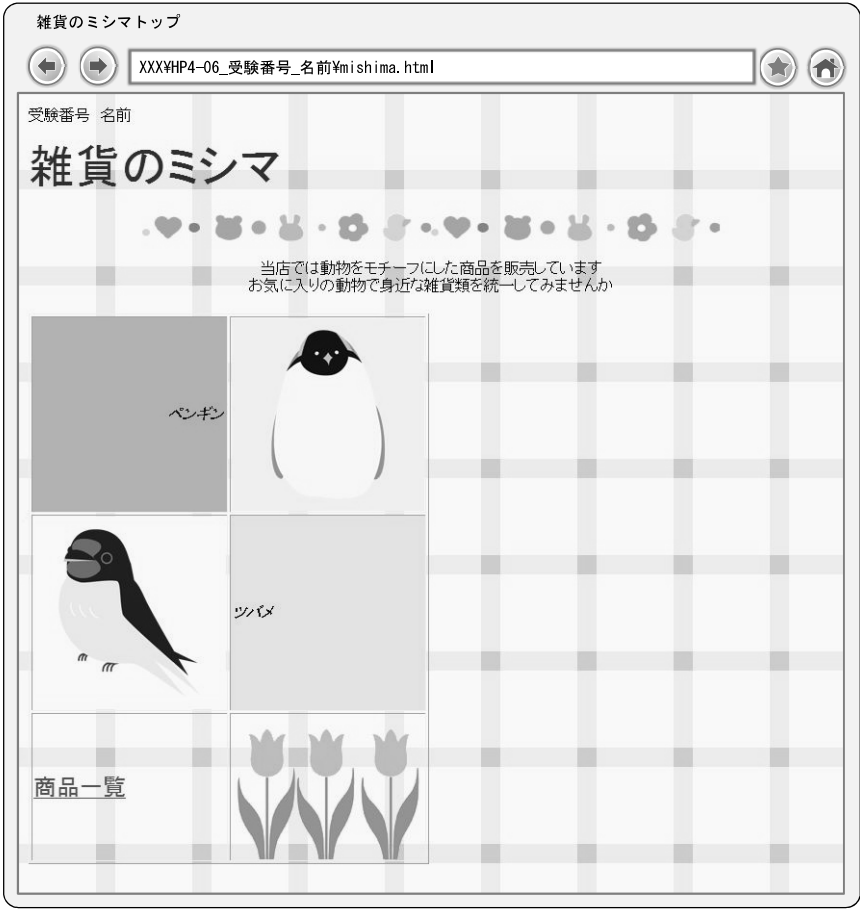 雑貨のミシマトップ
XXX¥HP4-06_受験番号_名前¥mishima.html
受験番号 名前
雑貨のミシマ
当店では動物をモチーフにした商品を販売しています
お気に入りの動物で身近な雑貨類を統一してみませんか
ペンギン
ツバメ
商品一覧